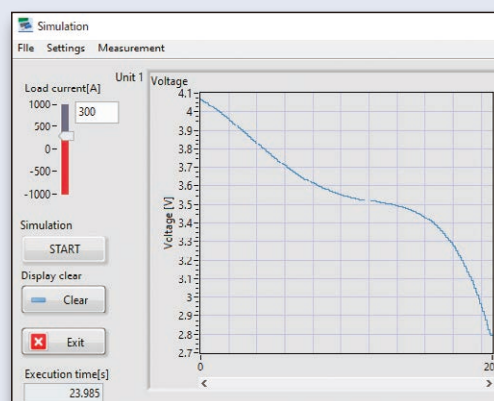 Simulation
FIle Settings Measurement
Unit 1
Load current[A]
1000-
500-
0-
-500-
-1000-
300
Simulation
START
Display clear
Clear
Exit
Execution time[s]
23.985
Voltage
Voltage [V]
4.1
4
3.9
3.8
3.7
3.6
3.5
3.4
3.3
3.2
3.1
3
2.9
2.8
2.7
0 20